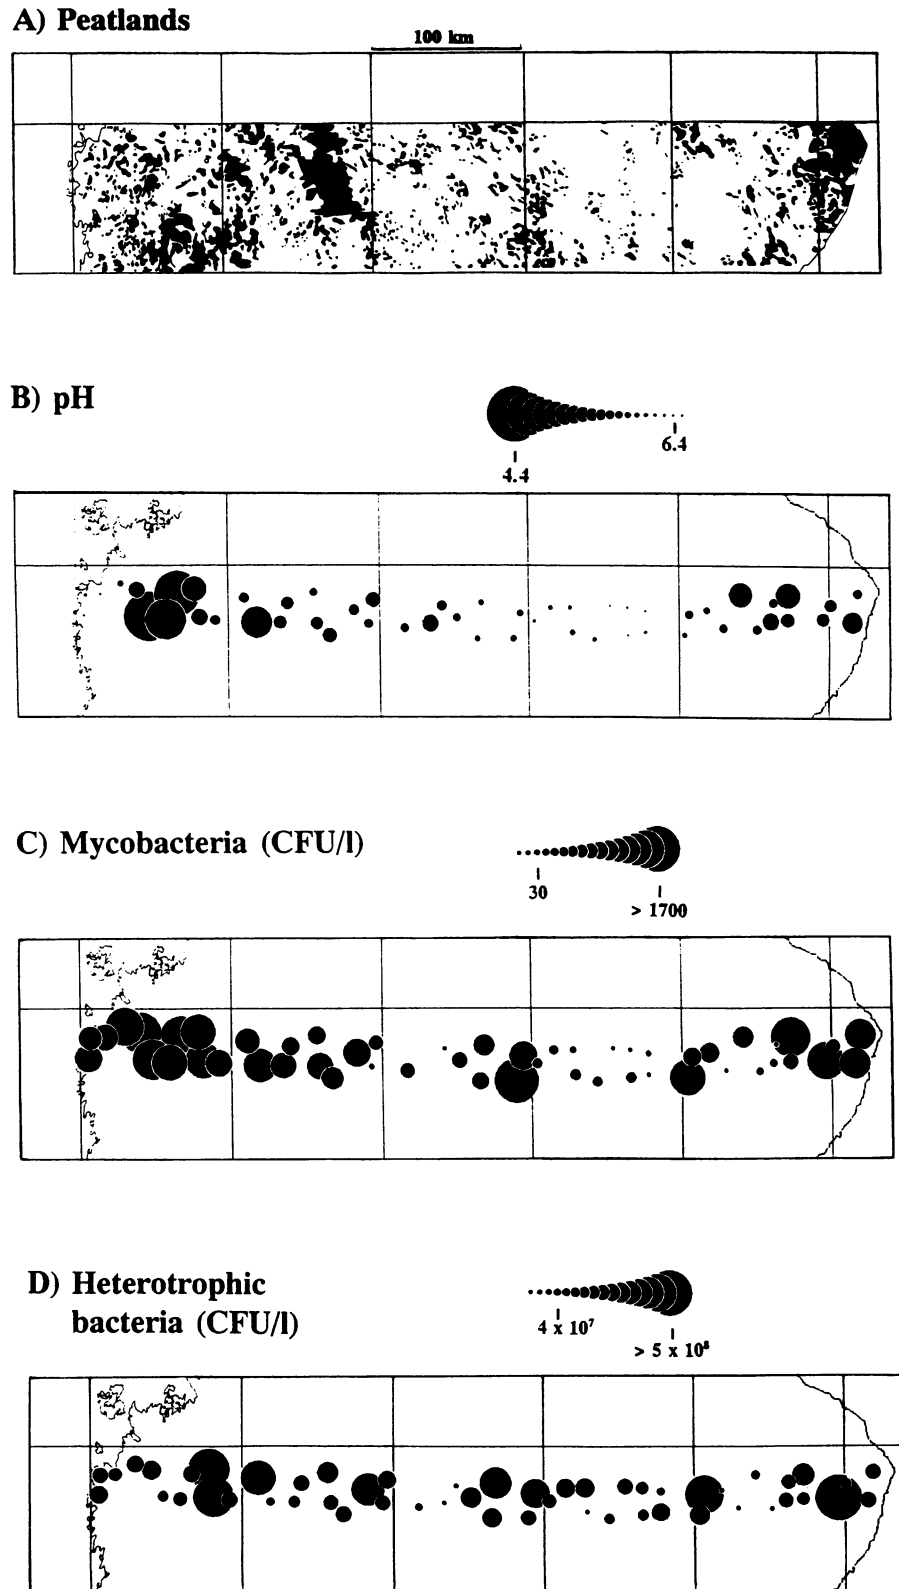 A) Peatlands
100 km
B) pH
6.4
4.4
C) Mycobacteria (CFU/l)
30
> 1700
D) Heterotrophic
bacteria (CFU/l)
4 x 10⁷
> 5 x 10⁸